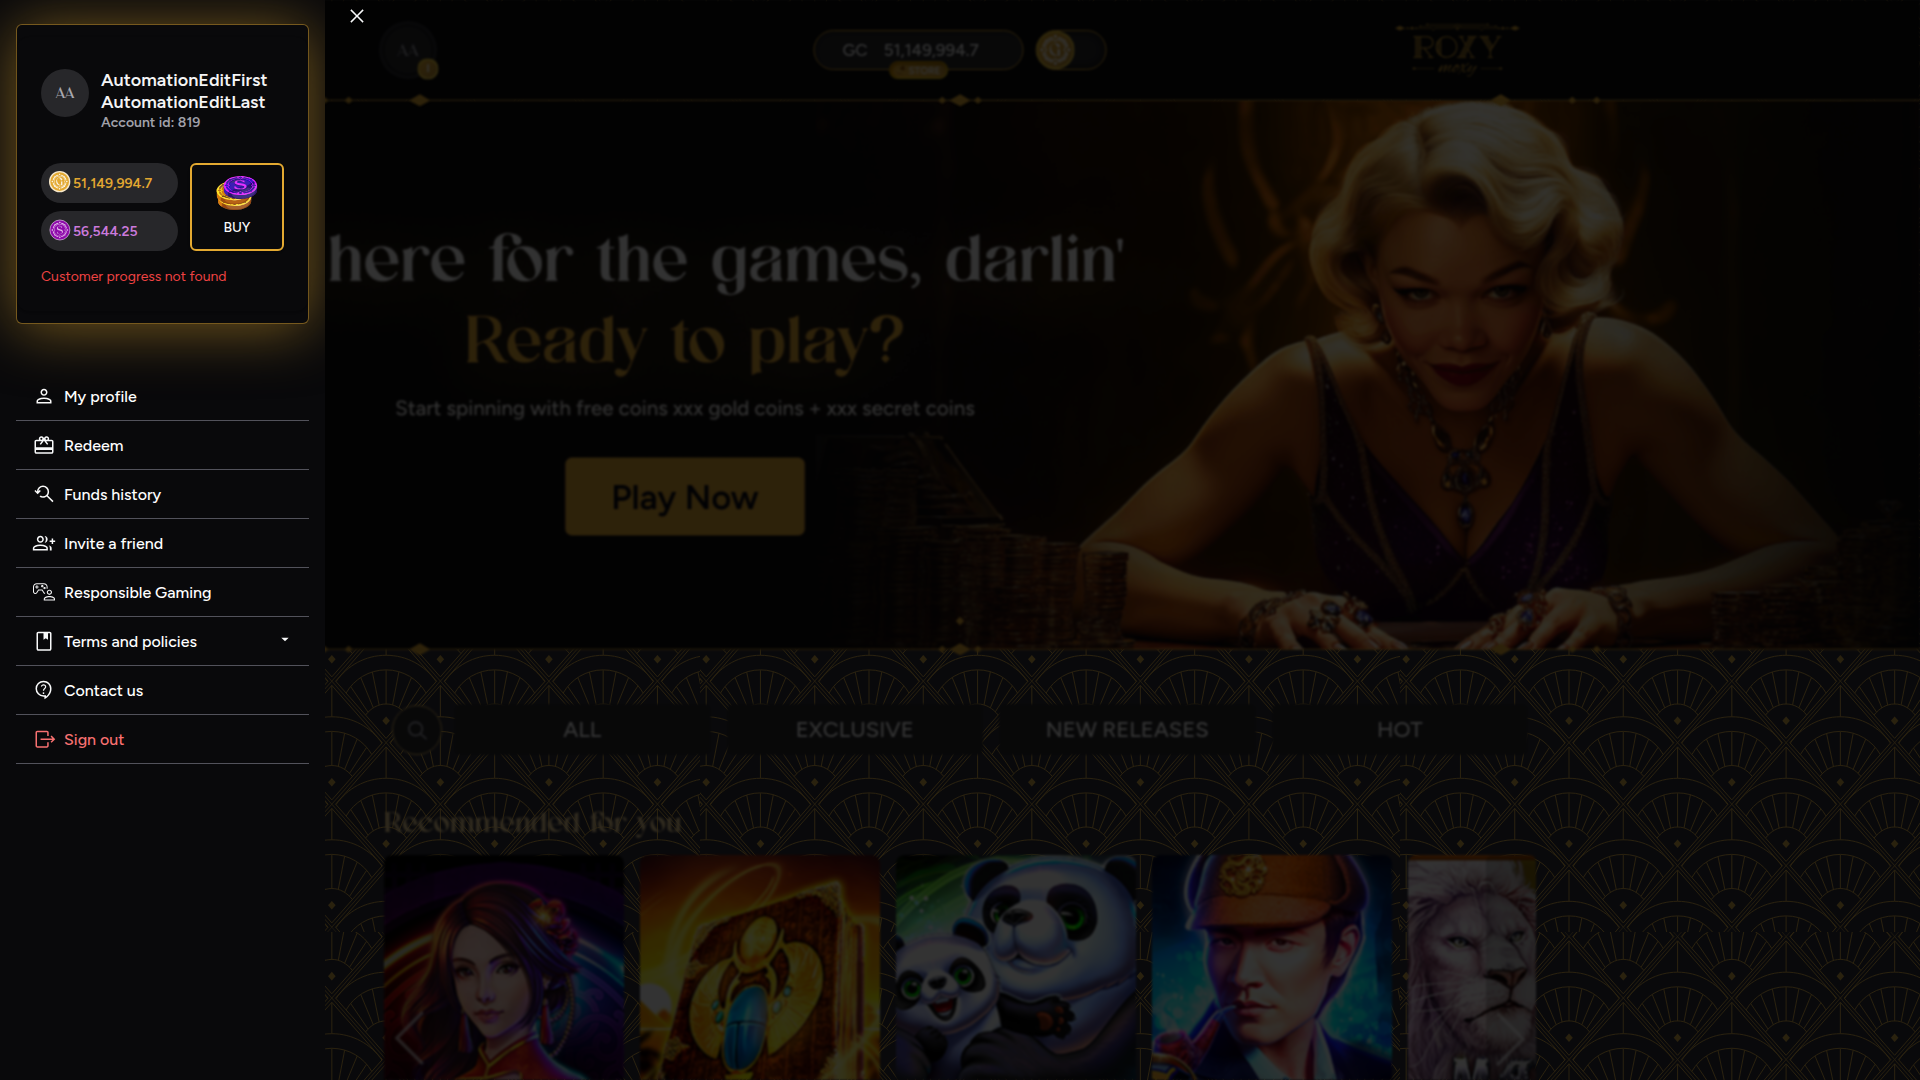 AA
AutomationEditFirst
AutomationEditLast
Account id: 819
51,149,994.7
56,544.25
BUY
Customer progress not found
My profile
Redeem
Funds history
Invite a friend
Responsible Gaming
Terms and policies
Contact us
Sign out
AA
GC 51,149,994.7
ROXY
moxy
here for the games, darlin'
Ready to play?
Start spinning with free coins xxx gold coins + xxx secret coins
Play Now
ALL
EXCLUSIVE
NEW RELEASES
HOT
Recommended for you